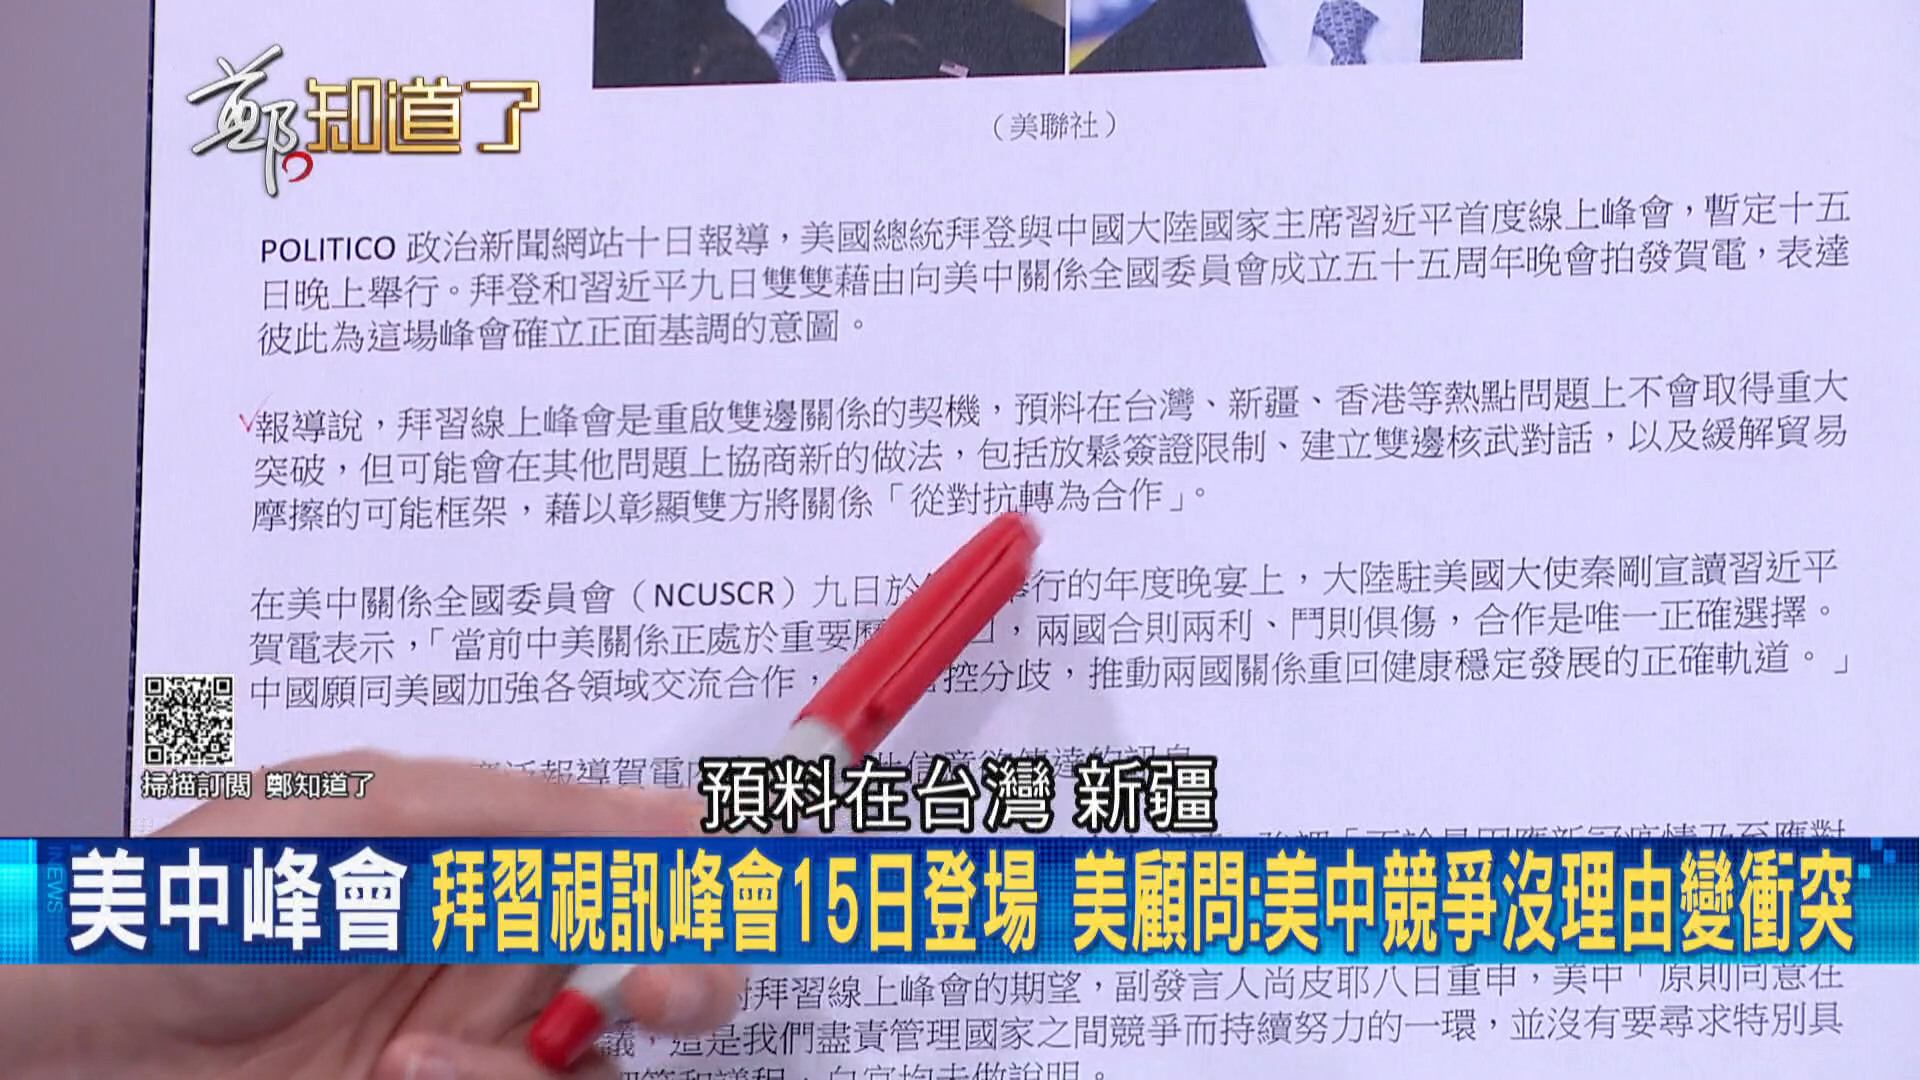 鄭知道了
（美聯社）
POLITICO 政治新聞網站十日報導，美國總統拜登與中國大陸國家主席習近平首度線上峰會，暫定十五
日晚上舉行。拜登和習近平九日雙雙藉由向美中關係全國委員會成立五十五周年晚會拍發賀電，表達
彼此為這場峰會確立正面基調的意圖。
報導說，拜習線上峰會是重啟雙邊關係的契機，預料在台灣、新疆、香港等熱點問題上不會取得重大
突破，但可能會在其他問題上協商新的做法，包括放鬆簽證限制、建立雙邊核武對話，以及緩解貿易
摩擦的可能框架，藉以彰顯雙方將關係「從對抗轉為合作」。
在美中關係全國委員會（NCUSCR）九日於 舉行的年度晚宴上，大陸駐美國大使秦剛宣讀習近平
賀電表示，「當前中美關係正處於重要歷 口，兩國合則兩利、鬥則俱傷，合作是唯一正確選擇。
中國願同美國加強各領域交流合作， 控分歧，推動兩國關係重回健康穩定發展的正確軌道。」
報導賀電
掃描訂閱 鄭知道了
預料在台灣 新疆
iNEWS
美中峰會 拜習視訊峰會15日登場 美顧問:美中競爭沒理由變衝突
拜習線上峰會的期望，副發言人尚皮耶八日重申，美中「原則同意在
議，這是我們盡責管理國家之間競爭而持續努力的一環，並沒有要尋求特別具